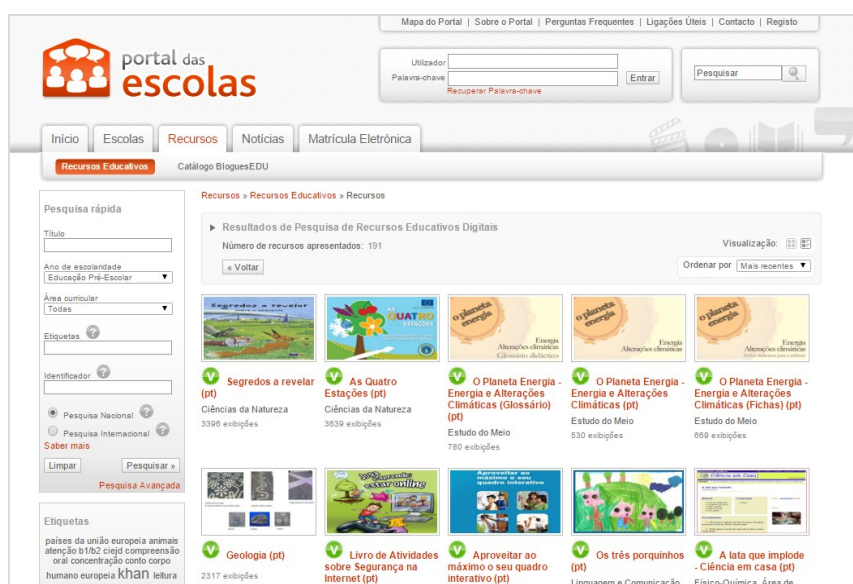 Mapa do Portal | Sobre o Portal | Perguntas Frequentes | Ligações Úteis | Contacto | Registo
portal das
escolas
Utilizador
Palavra-chave
Entrar
Recuperar Palavra-chave
Pesquisar
Início
Escolas
Recursos
Notícias
Matrícula Eletrónica
Recursos Educativos
Catálogo BloguesEDU
Pesquisa rápida
Título
Ano de escolaridade
Educação Pré-Escolar
Área curricular
Todas
Etiquetas
Identificador
Pesquisa Nacional
Pesquisa Internacional
Saber mais
Limpar
Pesquisar »
Pesquisa Avançada
Etiquetas
países da união europeia animais
atenção b1/b2 ciejd compreensão
oral concentração conto corpo
humano europeia khan leitura
Recursos » Recursos Educativos » Recursos
Resultados de Pesquisa de Recursos Educativos Digitais
Número de recursos apresentados: 191
« Voltar
Visualização:
Ordenar por
Mais recentes
Segredos a revelar
Segredos a revelar
(pt)
Ciências da Natureza
3396 exibições
AS
QUATRO
ESTAÇÕES
As Quatro
Estações (pt)
Ciências da Natureza
3639 exibições
o planeta
energia
Energia
Alterações climáticas
Glossário didáctico
O Planeta Energia -
Energia e Alterações
Climáticas (Glossário)
(pt)
Estudo do Meio
780 exibições
o planeta
energia
Energia
Alterações climáticas
O Planeta Energia -
Energia e Alterações
Climáticas (pt)
Estudo do Meio
530 exibições
o planeta
energia
Energia
Alterações climáticas
O Planeta Energia -
Energia e Alterações
Climáticas (Fichas) (pt)
Estudo do Meio
669 exibições
Geologia (pt)
2317 exibições
estar online
Livro de Atividades
sobre Segurança na
Internet (pt)
Aproveitar ao
máximo o seu
quadro interativo
Aproveitar ao
máximo o seu quadro
interativo (pt)
Os três porquinhos
(pt)
Linguagem e Comunicação
Ciência em Casa
A lata que implode
- Ciência em casa (pt)
Físico-Química, Área de